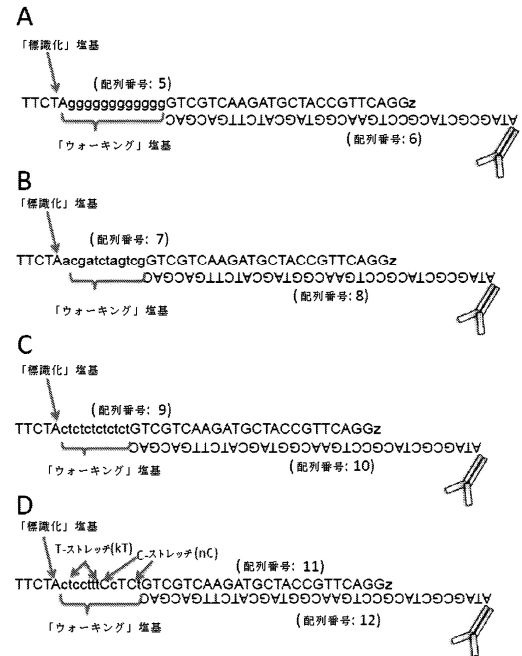 A
「標識化」塩基
(配列番号: 5)
TTCTAggggggggggggGTCGTCAAGATGCTACCGTTCAGGz
ATAGCGCTACGCCTGAACGGTAGCATCTTGACGAC
(配列番号: 6)
「ウォーキング」塩基
B
「標識化」塩基
(配列番号: 7)
TTCTAacgatctagtcgGTCGTCAAGATGCTACCGTTCAGGz
ATAGCGCTACGCCTGAACGGTAGCATCTTGACGAC
(配列番号: 8)
「ウォーキング」塩基
C
「標識化」塩基
(配列番号: 9)
TTCTActctctctctctGTCGTCAAGATGCTACCGTTCAGGz
ATAGCGCTACGCCTGAACGGTAGCATCTTGACGAC
(配列番号: 10)
「ウォーキング」塩基
D
「標識化」塩基
T-ストレッチ(kT)
C-ストレッチ(nC)
(配列番号: 11)
TTCTActcctttCcTCtGTCGTCAAGATGCTACCGTTCAGGz
ATAGCGCTACGCCTGAACGGTAGCATCTTGACGAC
(配列番号: 12)
「ウォーキング」塩基